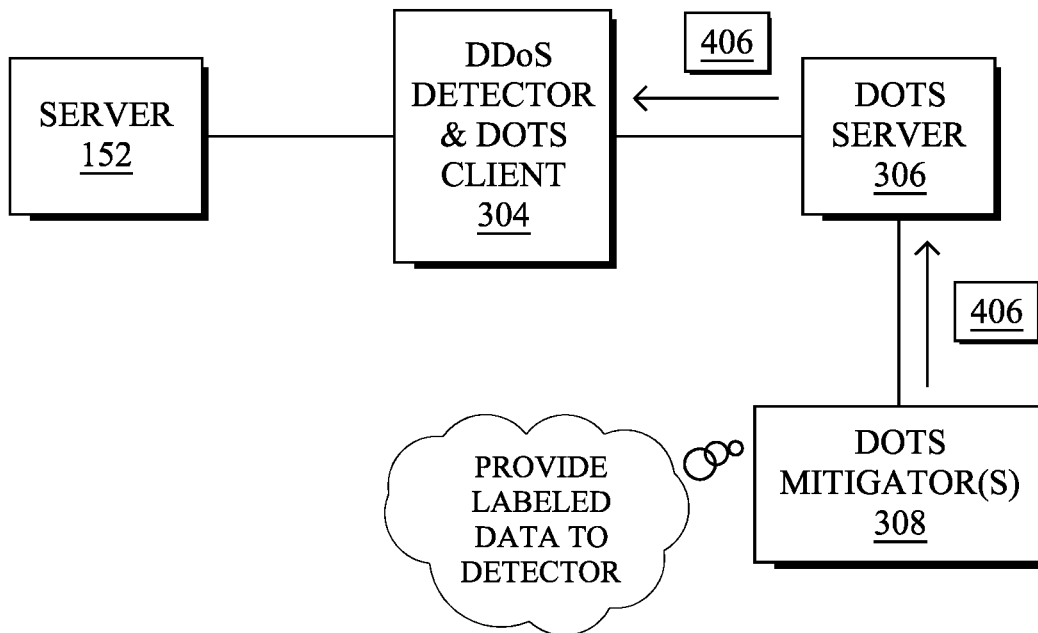 SERVER
152
DDoS
DETECTOR
& DOTS
CLIENT
304
406
DOTS
SERVER
306
406
PROVIDE
LABELED
DATA TO
DETECTOR
DOTS
MITIGATOR(S)
308